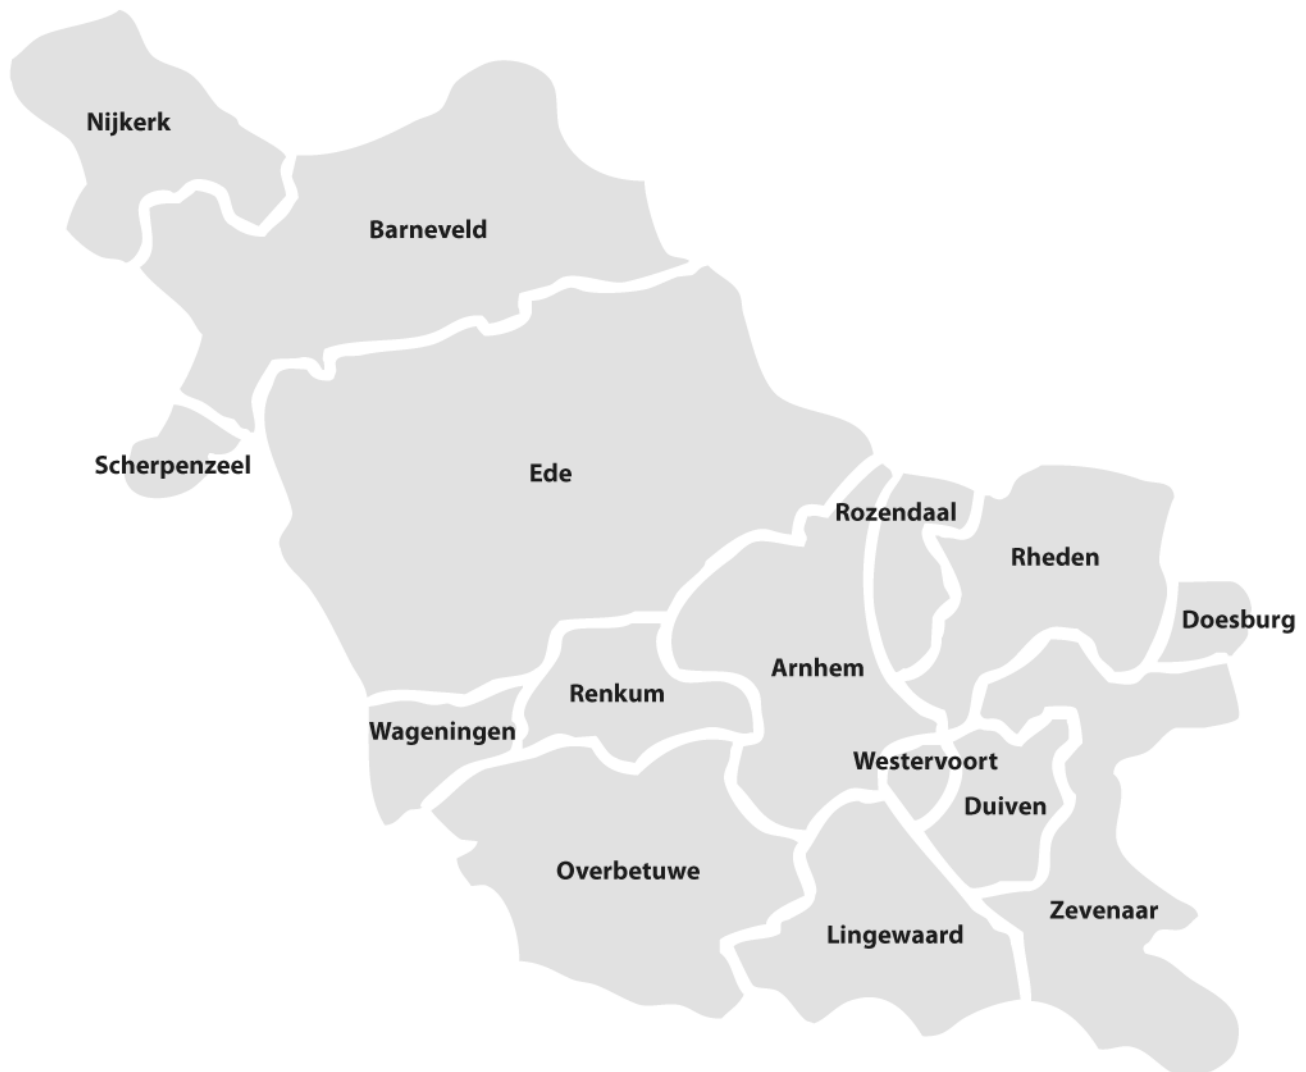 Nijkerk
Barneveld
Scherpenzeel
Ede
Rozendaal
Rheden
Doesburg
Arnhem
Renkum
Wageningen
Westervoort
Duiven
Overbetuwe
Zevenaar
Lingewaard